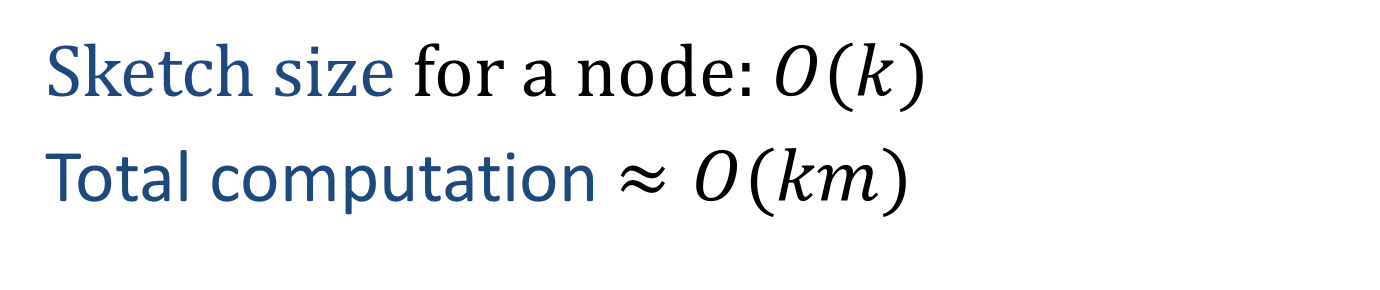 Sketch size for a node: O(k)
Total computation ≈ O(km)